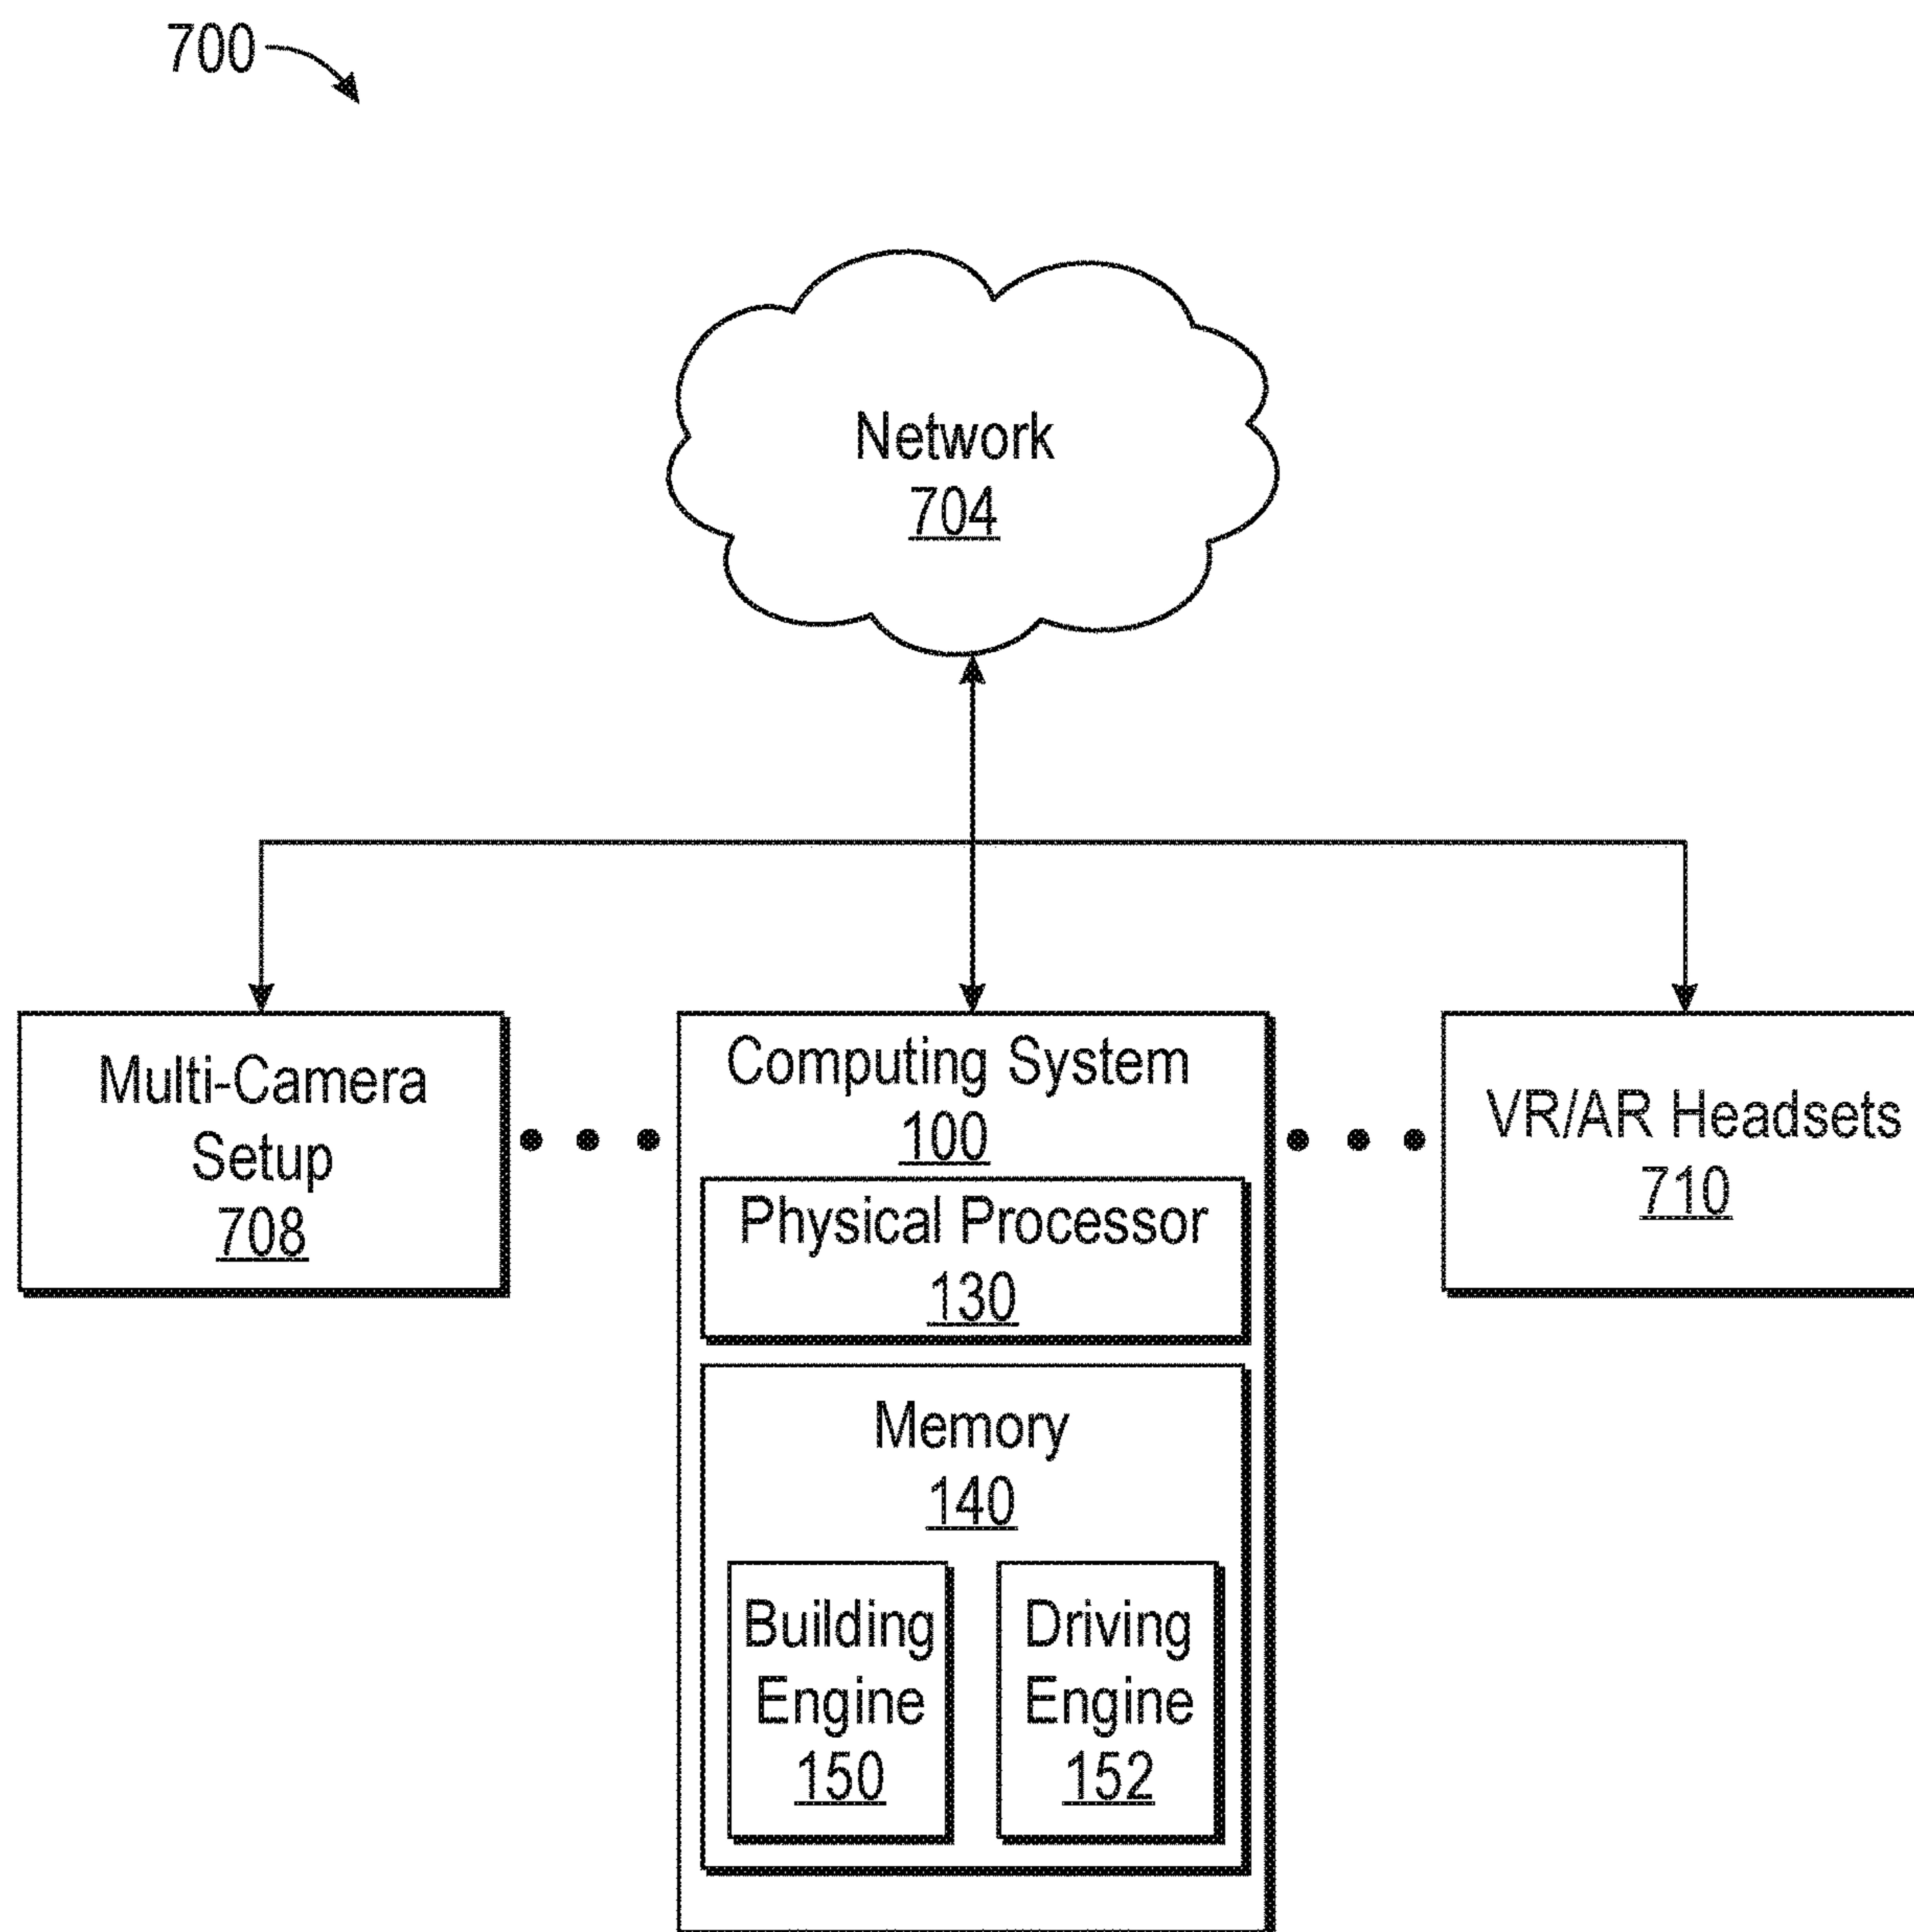 700
Network
704
Multi-Camera
Setup
708
Computing System
100
Physical Processor
130
Memory
140
Building
Engine
150
Driving
Engine
152
VR/AR Headsets
710